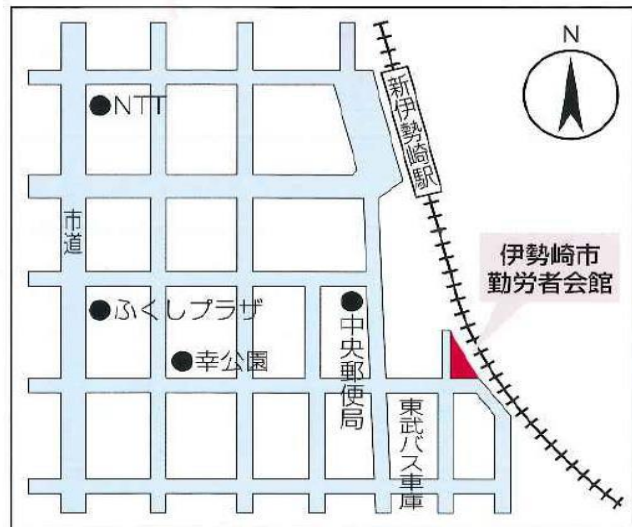 N
NTT
新伊勢崎駅
市道
伊勢崎市
勤労者会館
ふくしプラザ
中央郵便局
幸公園
東武バス車庫